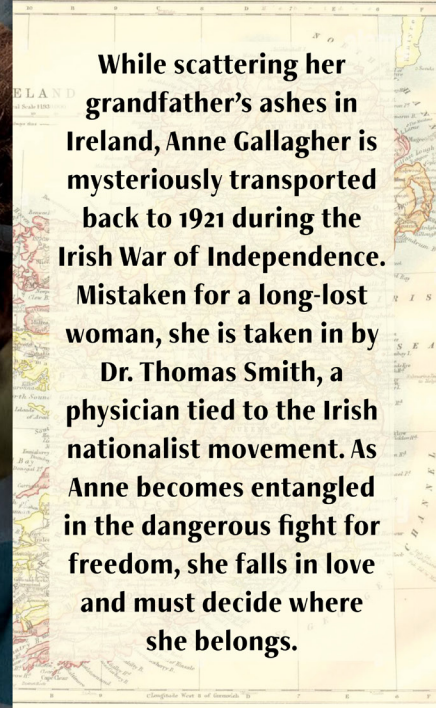 ELAND
While scattering her
grandfather's ashes in
Ireland, Anne Gallagher is
mysteriously transported
back to 1921 during the
Irish War of Independence.
Mistaken for a long-lost
woman, she is taken in by
Dr. Thomas Smith, a
physician tied to the Irish
nationalist movement. As
Anne becomes entangled
in the dangerous fight for
freedom, she falls in love
and must decide where
she belongs.